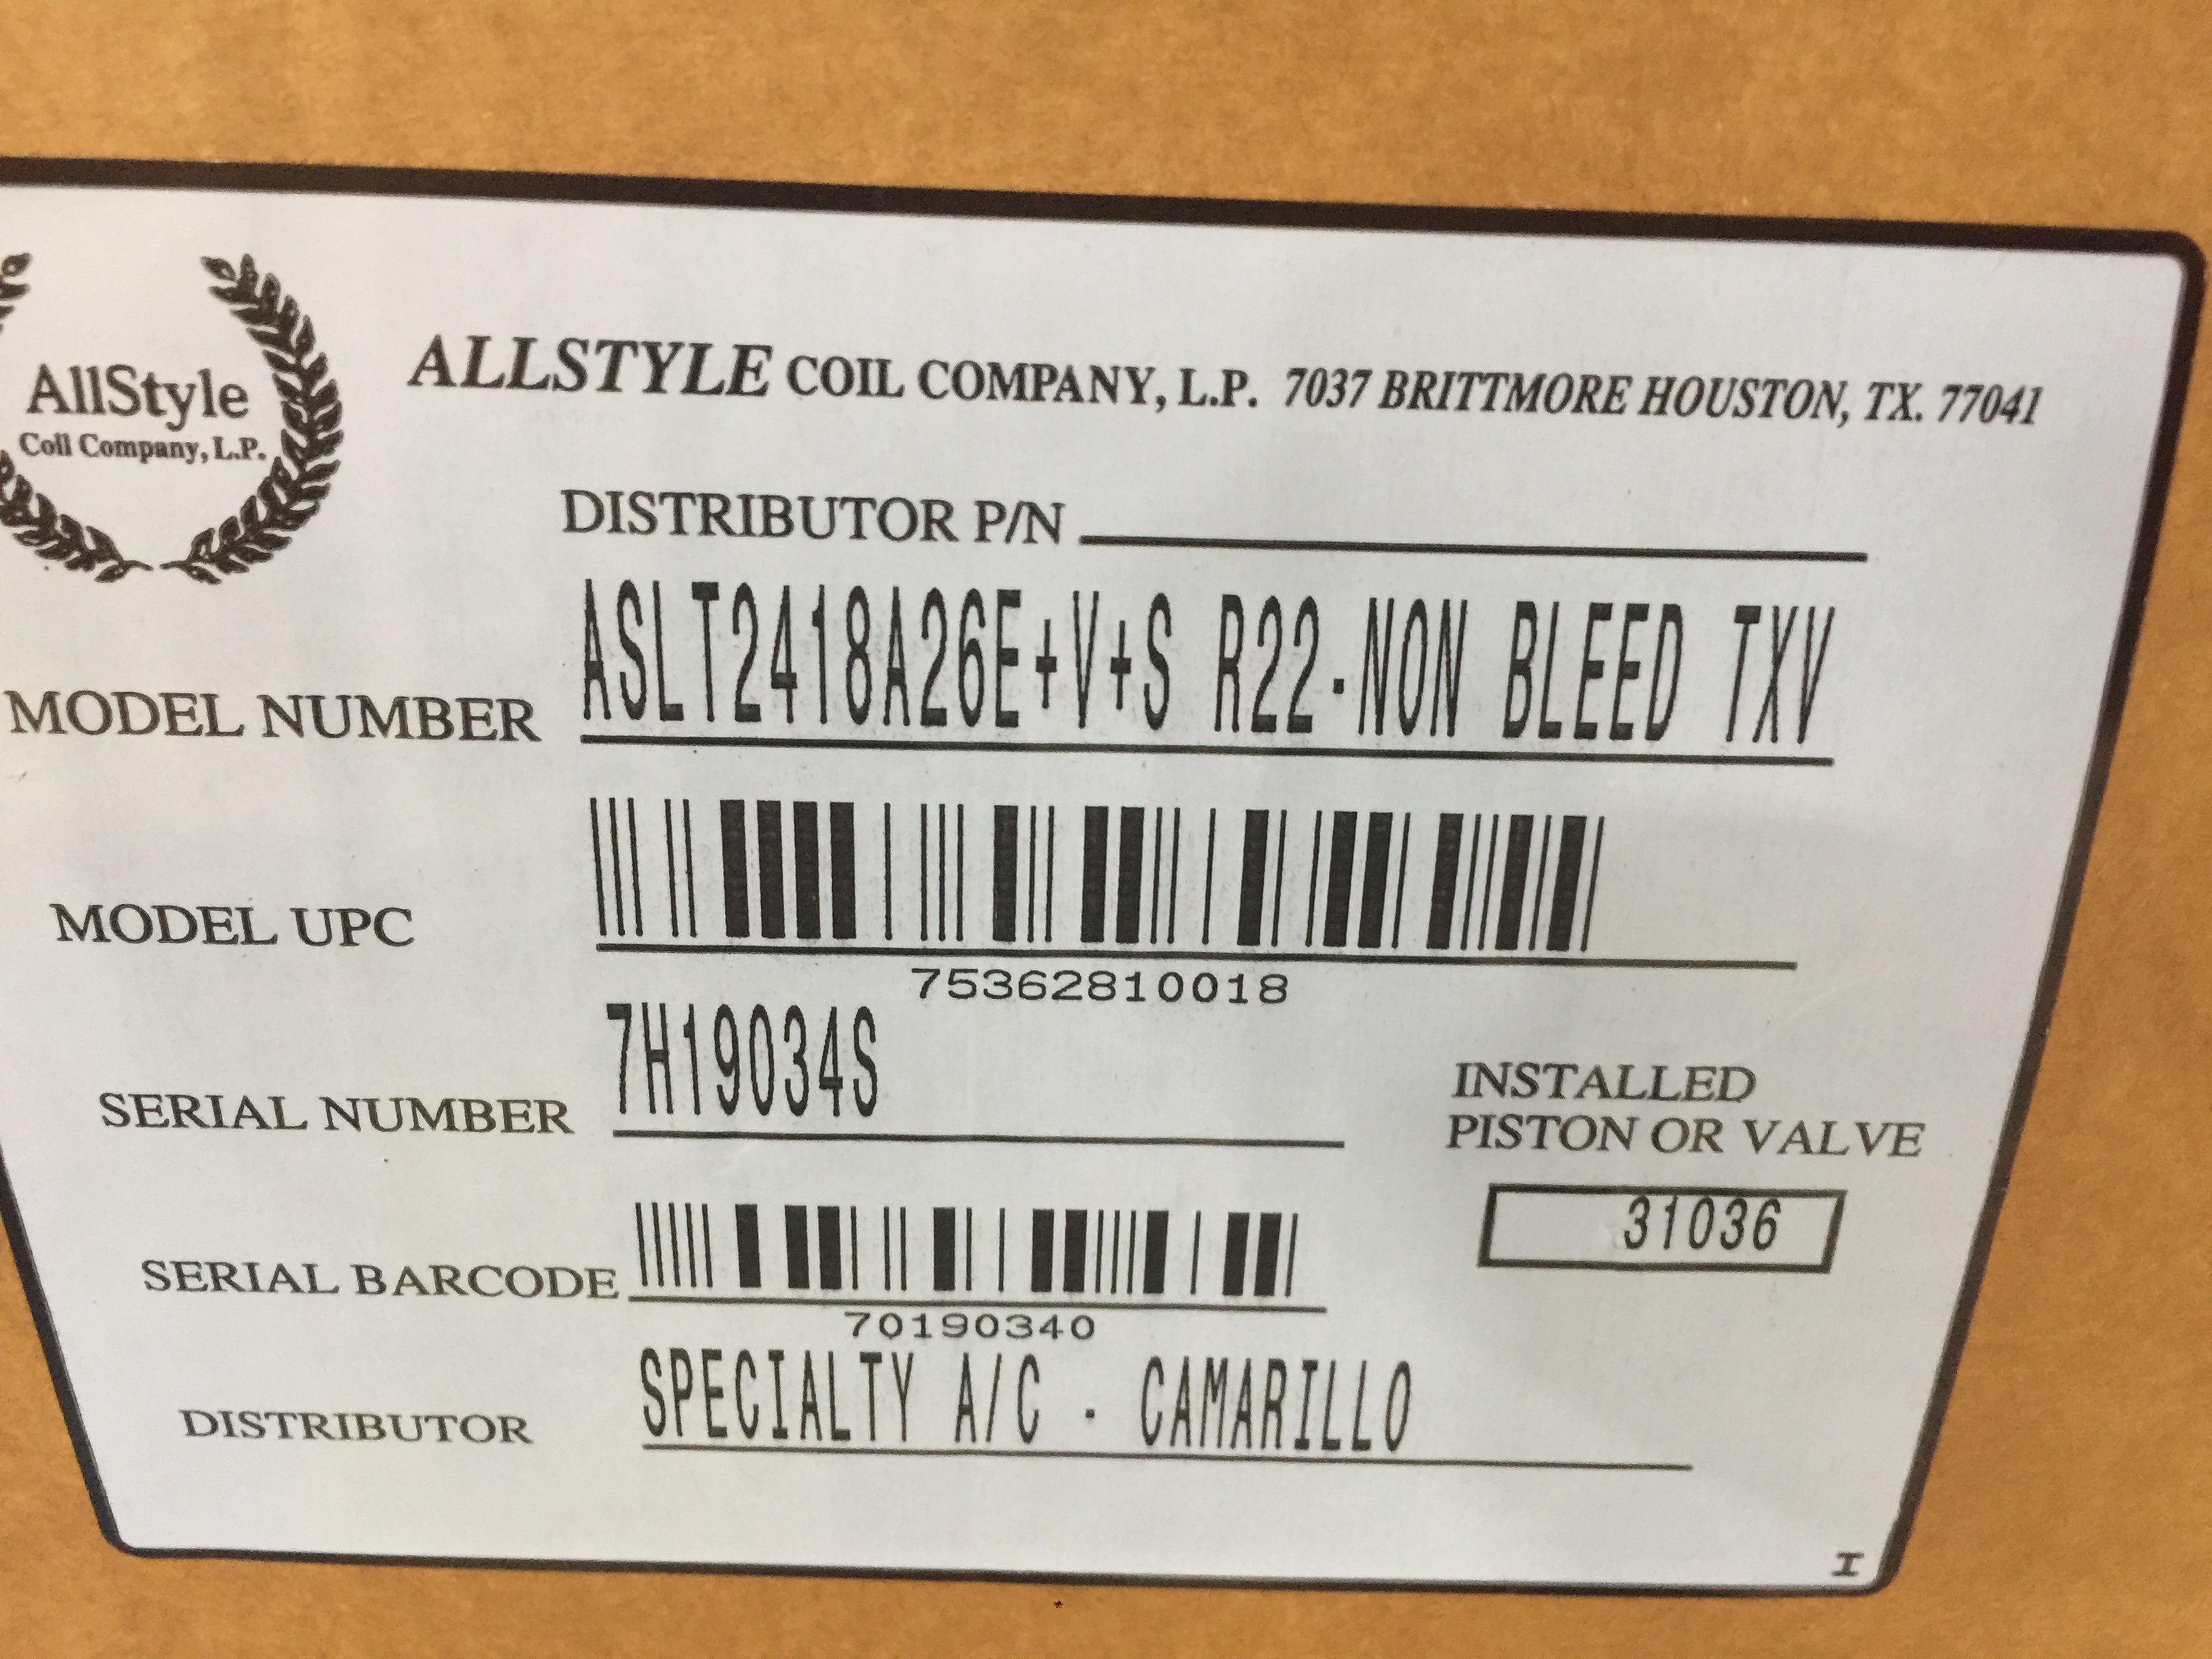 AllStyle
Coil Company, L.P.
ALLSTYLE COIL COMPANY, L.P. 7037 BRITTMORE HOUSTON, TX. 77041
DISTRIBUTOR P/N
MODEL NUMBER ASLT2418A26E+V+S R22-NON BLEED TXV
MODEL UPC
75362810018
SERIAL NUMBER 7H19034S
INSTALLED
PISTON OR VALVE
31036
SERIAL BARCODE
70190340
DISTRIBUTOR SPECIALTY A/C - CAMARILLO
I